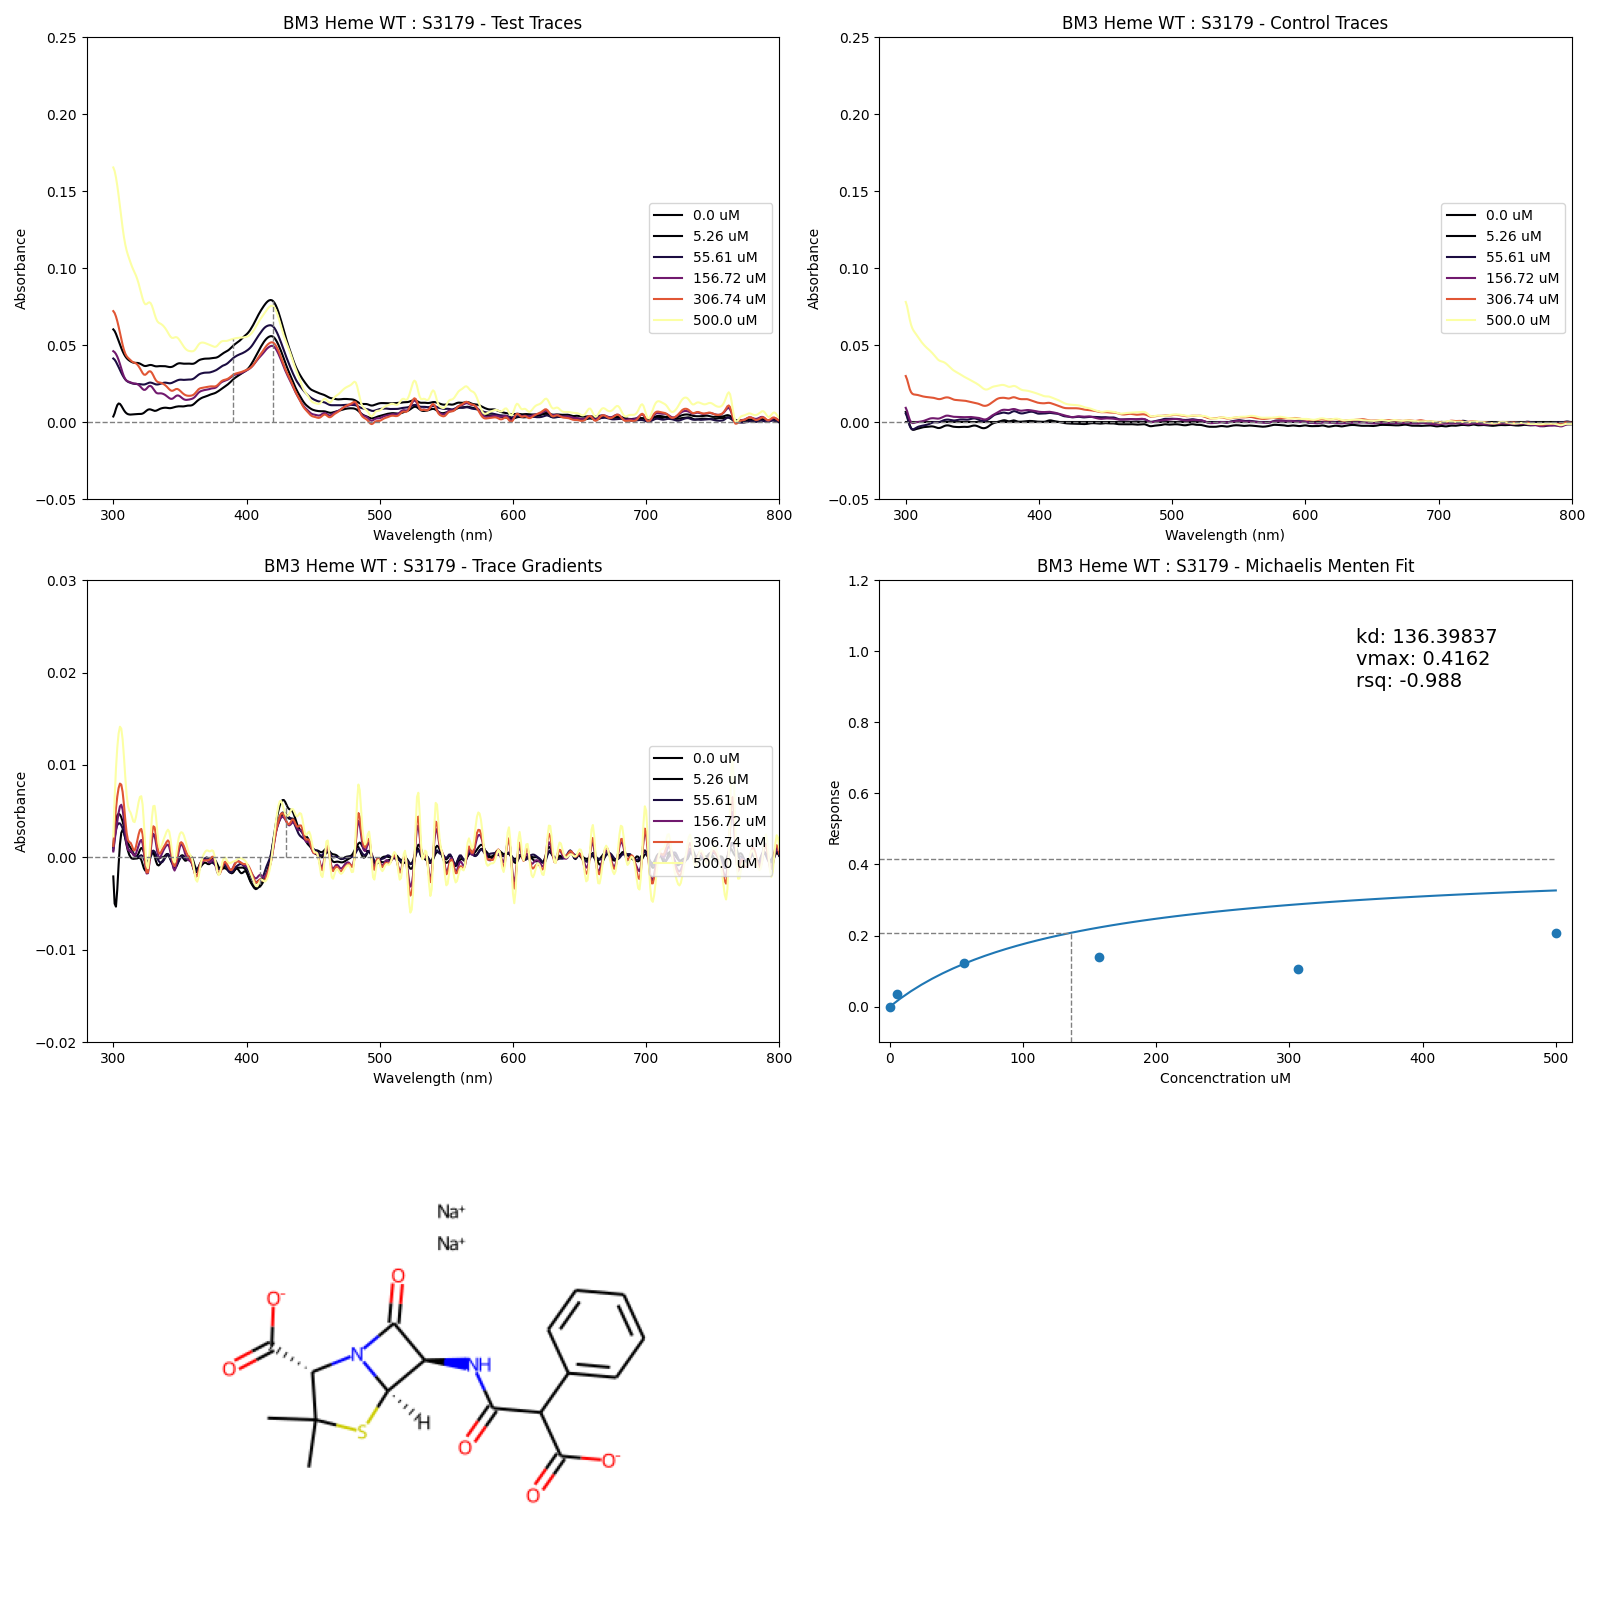 BM3 Heme WT : S3179 - Test Traces
0.25
0.20
0.15
0.10
0.05
0.00
−0.05
Absorbance
300 400 500 600 700 800
Wavelength (nm)
0.0 uM
5.26 uM
55.61 uM
156.72 uM
306.74 uM
500.0 uM
BM3 Heme WT : S3179 - Control Traces
0.25
0.20
0.15
0.10
0.05
0.00
−0.05
Absorbance
300 400 500 600 700 800
Wavelength (nm)
0.0 uM
5.26 uM
55.61 uM
156.72 uM
306.74 uM
500.0 uM
BM3 Heme WT : S3179 - Trace Gradients
0.03
0.02
0.01
0.00
−0.01
−0.02
Absorbance
300 400 500 600 700 800
Wavelength (nm)
0.0 uM
5.26 uM
55.61 uM
156.72 uM
306.74 uM
500.0 uM
BM3 Heme WT : S3179 - Michaelis Menten Fit
1.2
1.0
0.8
0.6
0.4
0.2
0.0
Response
0 100 200 300 400 500
Concenctration uM
kd: 136.39837
vmax: 0.4162
rsq: -0.988
Na⁺
Na⁺
O
O⁻
O
N
NH
S
H
O
O⁻
O